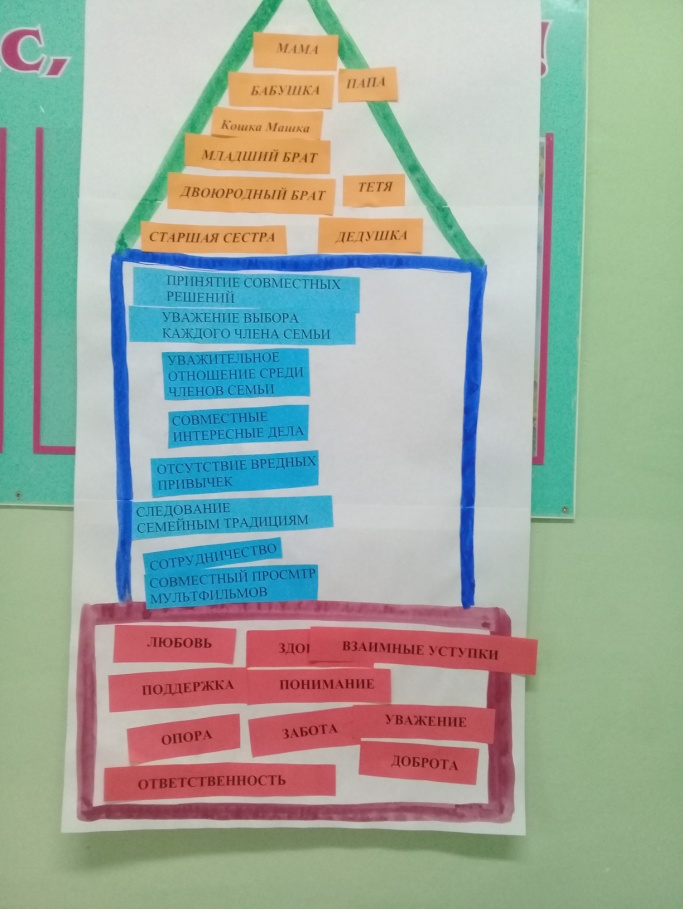 с,
!
МАМА
ПАПА
БАБУШКА
Кошка Машка
МЛАДШИЙ БРАТ
ДВОЮРОДНЫЙ БРАТ
ТЕТЯ
СТАРШАЯ СЕСТРА
ДЕДУШКА
ПРИНЯТИЕ СОВМЕСТНЫХ
РЕШЕНИЙ
УВАЖЕНИЕ ВЫБОРА
КАЖДОГО ЧЛЕНА СЕМЬИ
УВАЖИТЕЛЬНОЕ
ОТНОШЕНИЕ СРЕДИ
ЧЛЕНОВ СЕМЬИ
СОВМЕСТНЫЕ
ИНТЕРЕСНЫЕ ДЕЛА
ОТСУТСТВИЕ ВРЕДНЫХ
ПРИВЫЧЕК
СЛЕДОВАНИЕ
СЕМЕЙНЫМ ТРАДИЦИЯМ
СОТРУДНИЧЕСТВО
СОВМЕСТНЫЙ ПРОСМТР
МУЛЬТФИЛЬМОВ
ЛЮБОВЬ
ВЗАИМНЫЕ УСТУПКИ
ПОДДЕРЖКА
ПОНИМАНИЕ
ОПОРА
ЗАБОТА
УВАЖЕНИЕ
ДОБРОТА
ОТВЕТСТВЕННОСТЬ